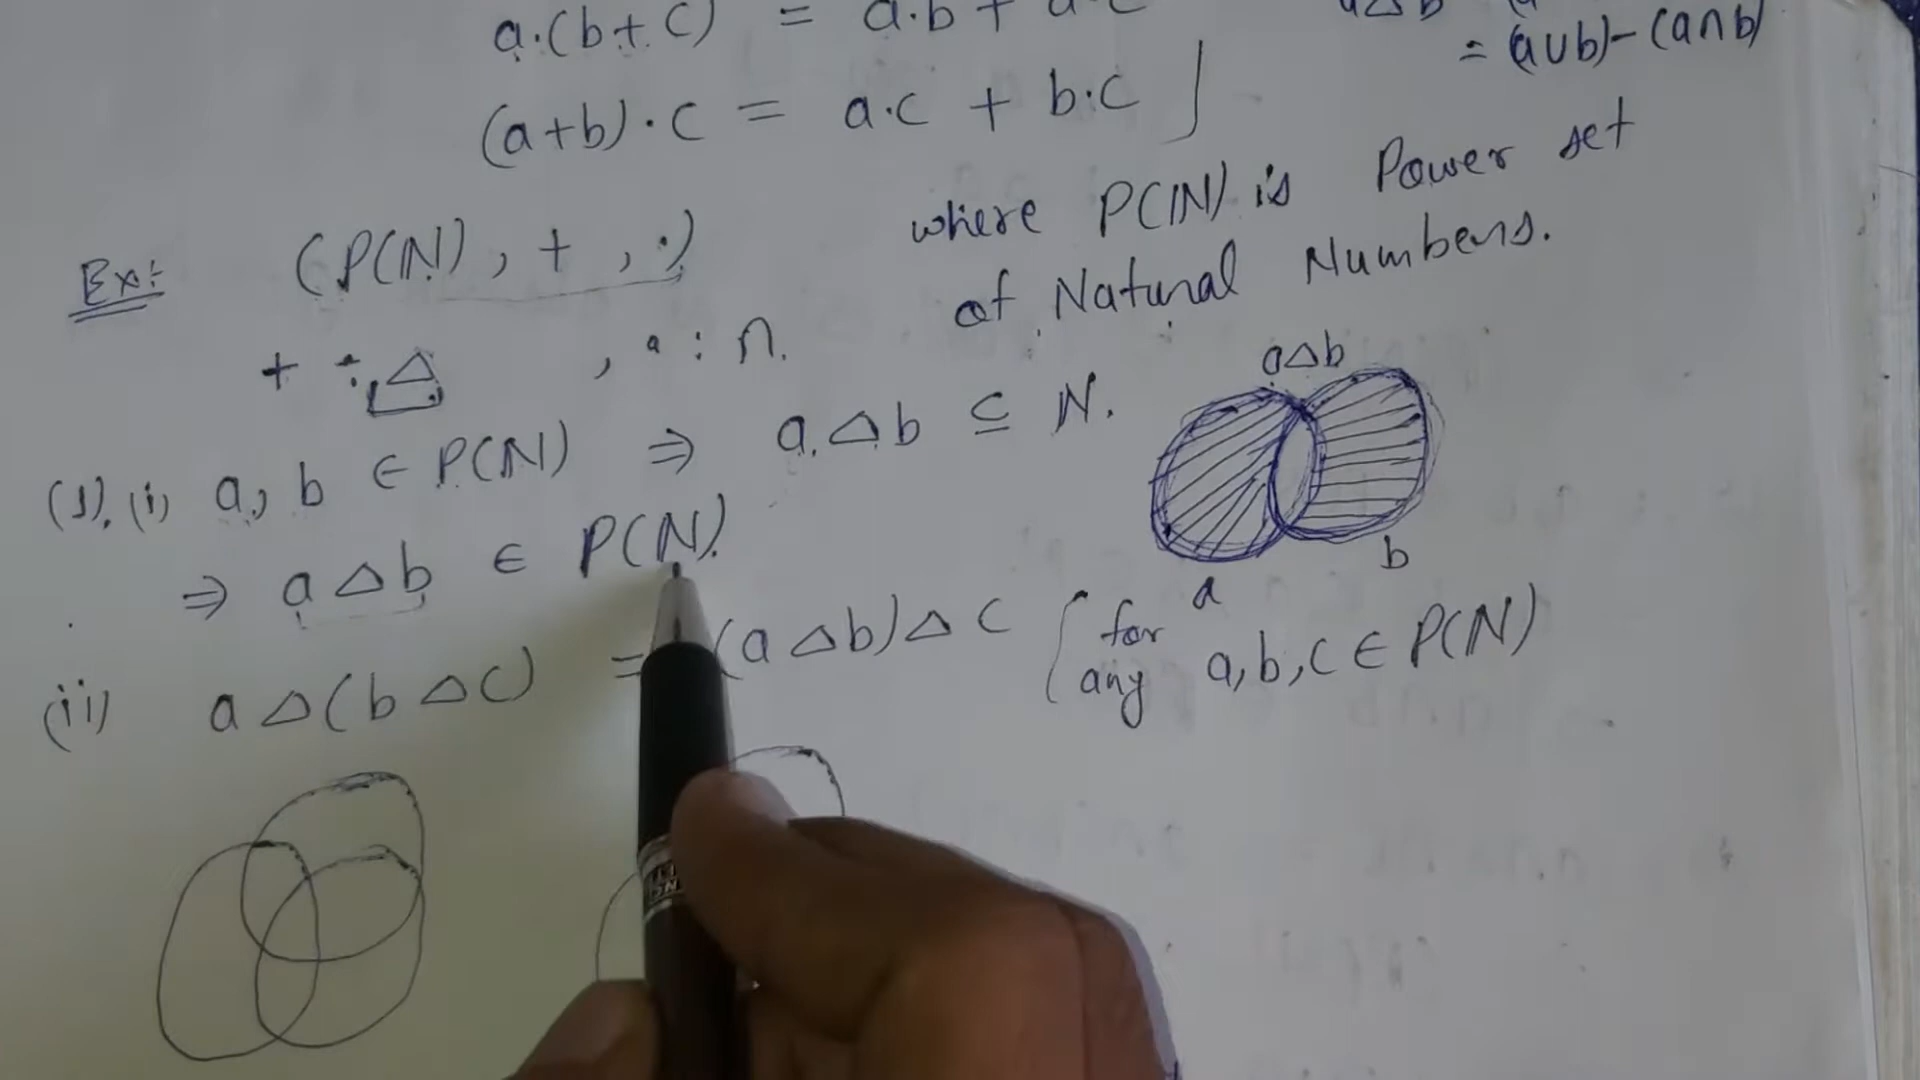 a.(b+c) = a.b + a.c
a△b
= (a∪b)-(a∩b)
(a+b).c = a.c + b.c ]
Ex: (P(N), +, .) where P(N) is Power set
of Natural Numbers.
+ : △ , . : ∩.
a△b
(1). (i) a, b ∈ P(N) ⇒ a△b ⊆ N.
b
⇒ a△b ∈ P(N).
a
(ii) a△(b△c) = (a△b)△c ( for
any a,b,c ∈ P(N)